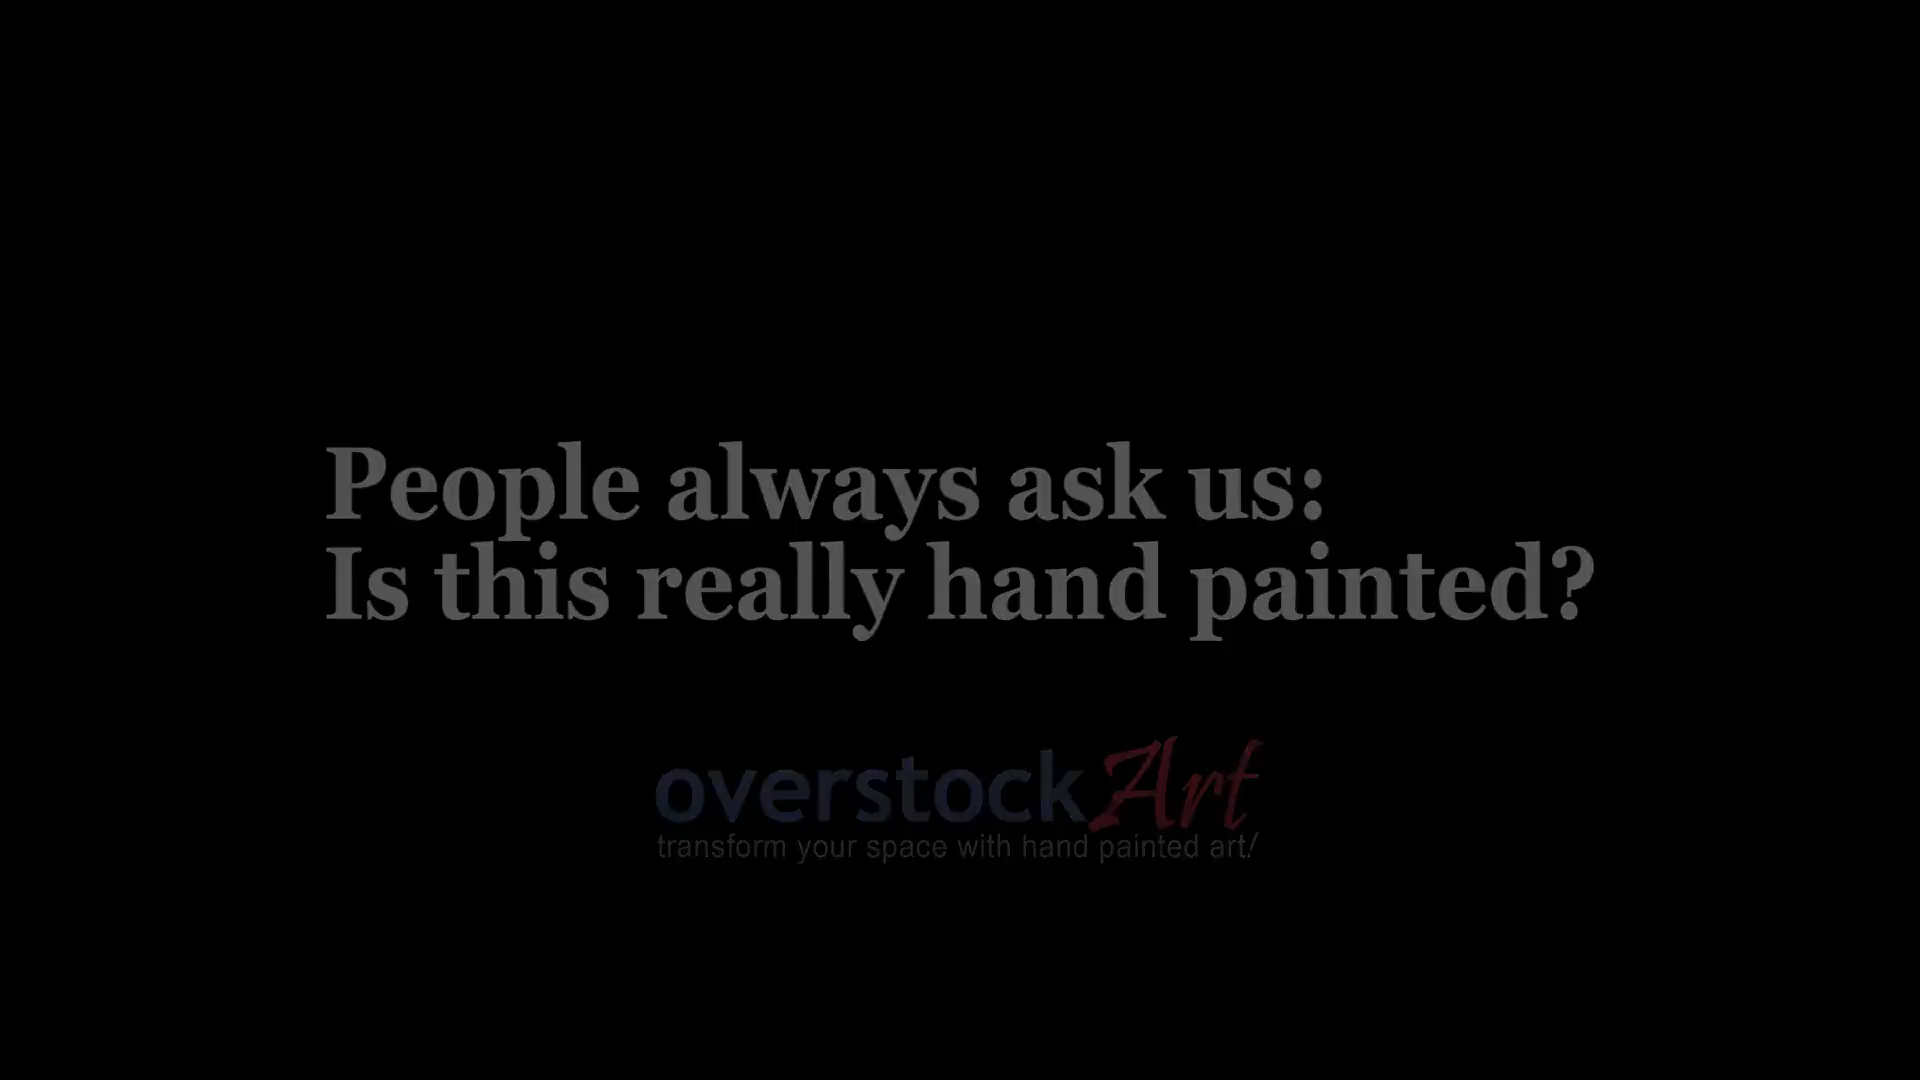 People always ask us:
Is this really hand painted?
overstockArt
transform your space with hand painted art!